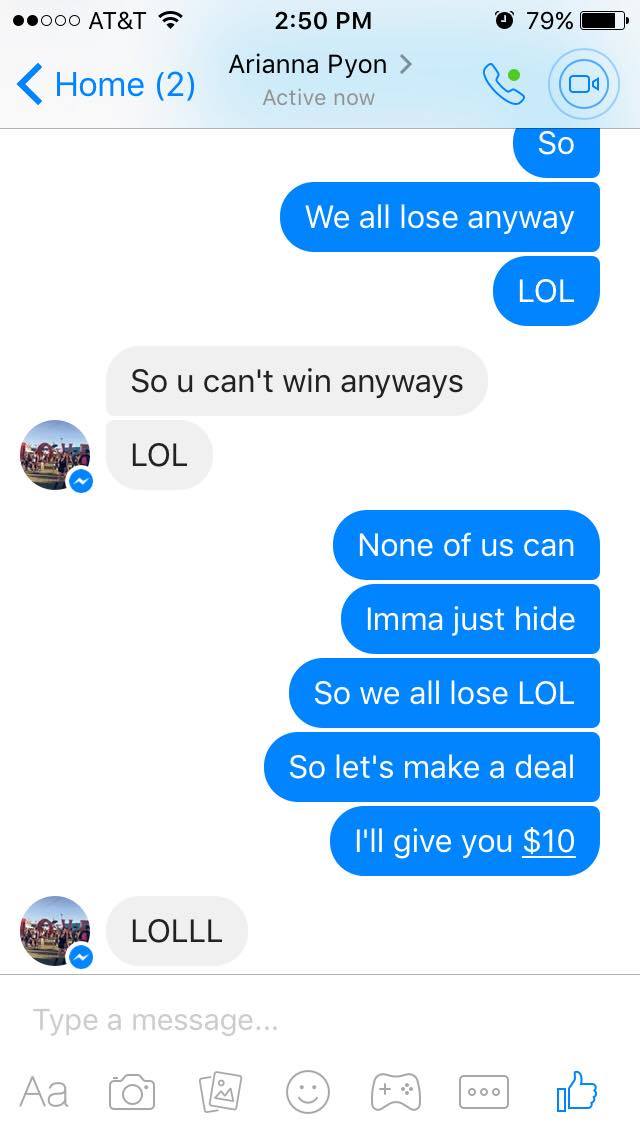 AT&T 2:50 PM 79%
Home (2) Arianna Pyon
Active now
So
We all lose anyway
LOL
So u can't win anyways
LOL
None of us can
Imma just hide
So we all lose LOL
So let's make a deal
I'll give you $10
LOLLL
Type a message...
Aa